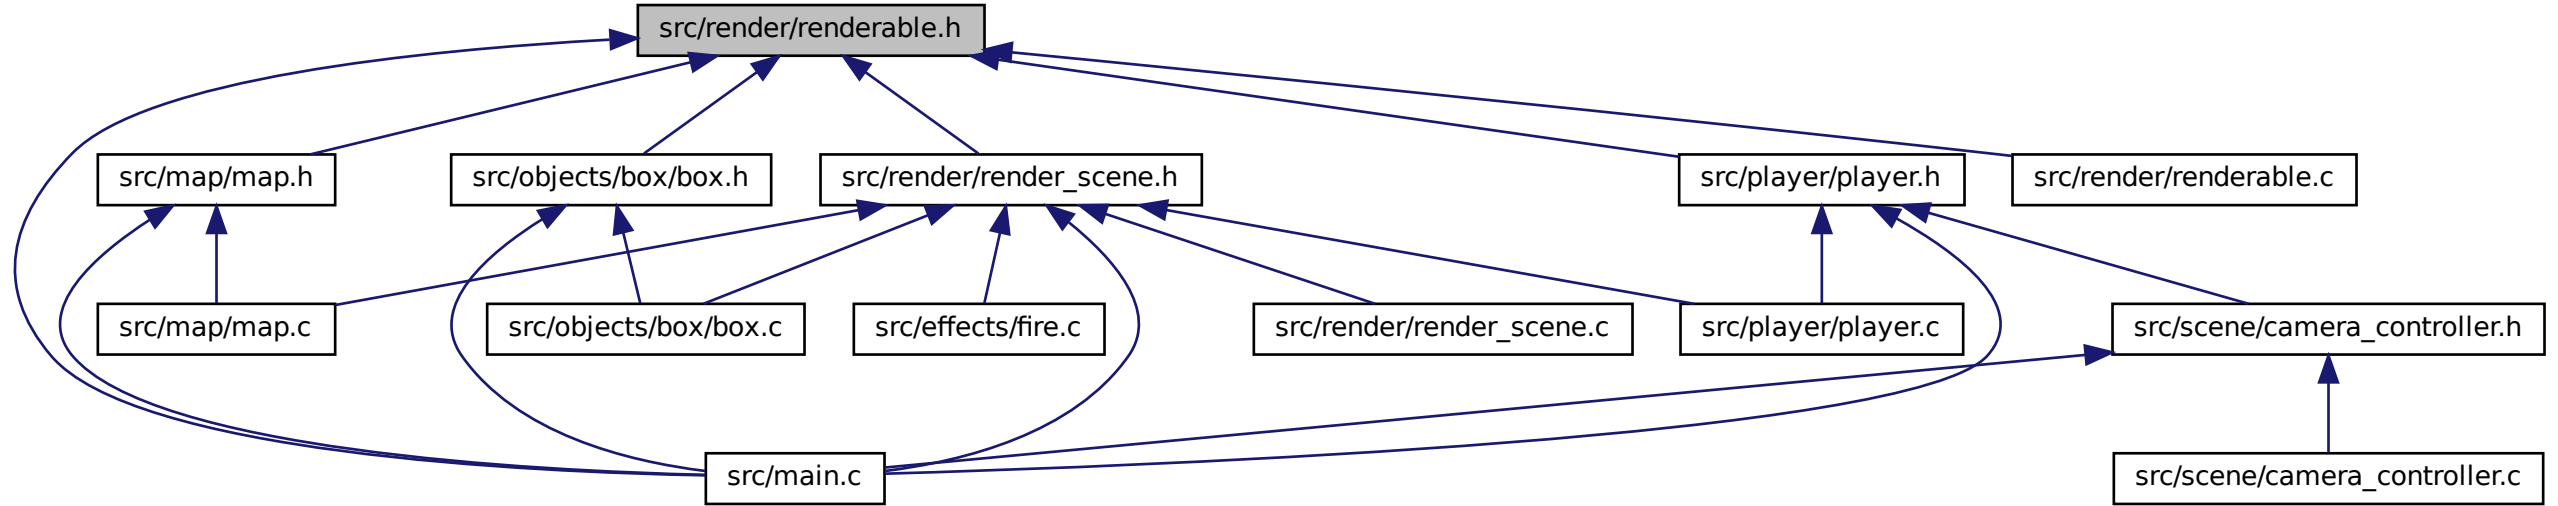 src/render/renderable.h
src/map/map.h
src/objects/box/box.h
src/render/render_scene.h
src/player/player.h
src/render/renderable.c
src/map/map.c
src/objects/box/box.c
src/effects/fire.c
src/render/render_scene.c
src/player/player.c
src/scene/camera_controller.h
src/main.c
src/scene/camera_controller.c